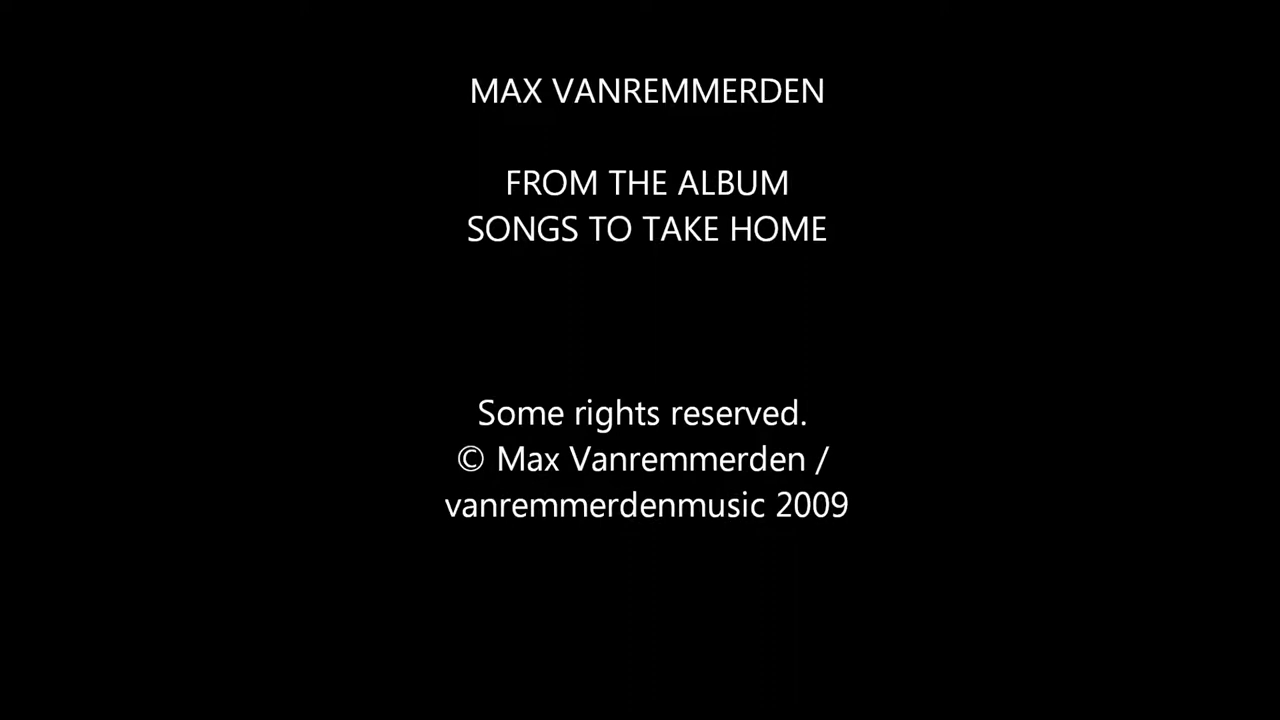 MAX VANREMMERDEN
FROM THE ALBUM
SONGS TO TAKE HOME
Some rights reserved.
© Max Vanremmerden /
vanremmerdenmusic 2009